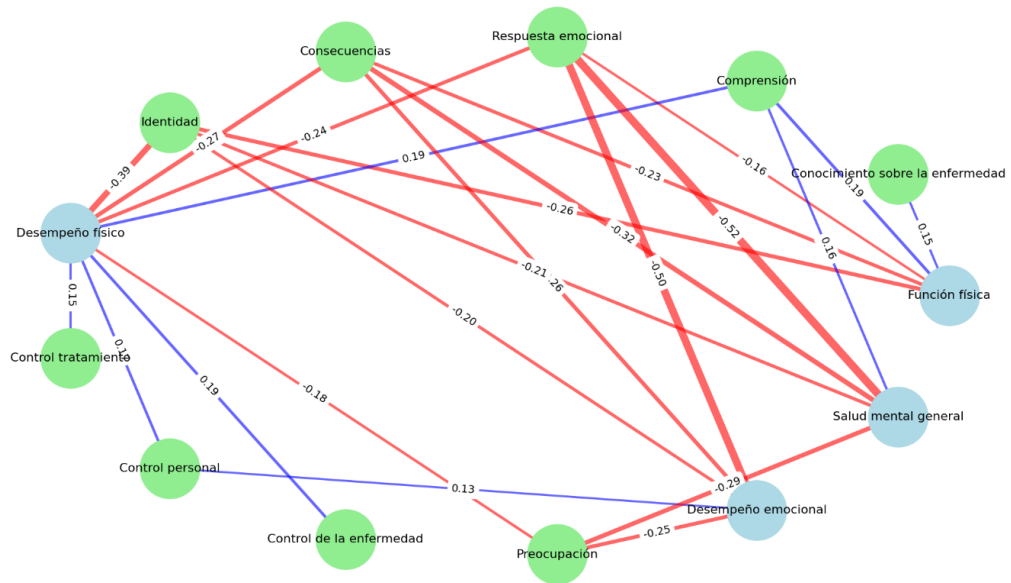 Respuesta emocional
Consecuencias
Comprensión
Identidad
-0.24
-0.27
0.19
-0.16
-0.39
-0.23
Conocimiento sobre la enfermedad
0.19
-0.26
-0.52
-0.32
Desempeño físico
0.15
0.16
-0.21
-0.50
Función física
0.15
-0.20
Control tratamiento
0.19
-0.18
Salud mental general
Control personal
0.13
-0.29
Desempeño emocional
-0.25
Control de la enfermedad
Preocupación